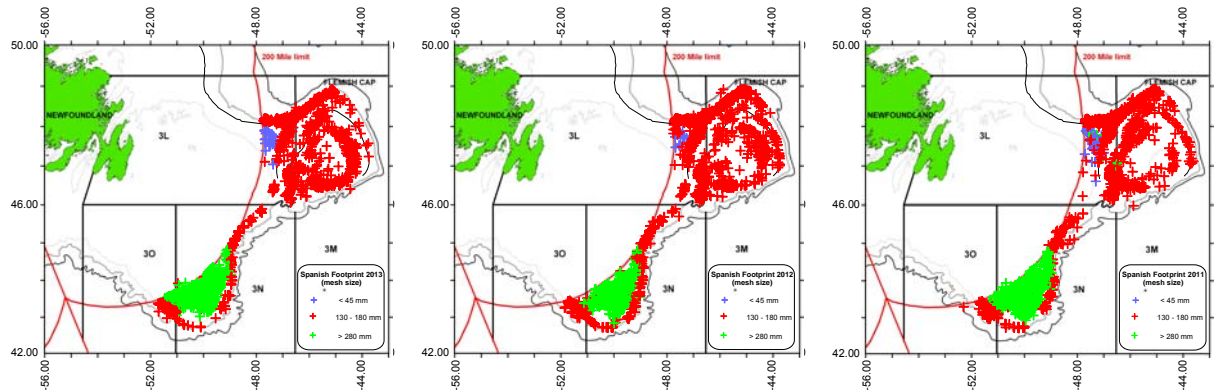 -56.00 -52.00 -48.00 -44.00
50.00
200 Mile limit
FLEMISH CAP
NEWFOUNDLAND
3L
46.00
3O
3M
3N
Spanish Footprint 2013
(mesh size)
+ < 45 mm
+ 130 - 180 mm
+ > 280 mm
42.00
-56.00 -52.00 -48.00 -44.00
-56.00 -52.00 -48.00 -44.00
50.00
200 Mile limit
FLEMISH CAP
NEWFOUNDLAND
3L
46.00
3O
3M
3N
Spanish Footprint 2012
(mesh size)
+ < 45 mm
+ 130 - 180 mm
+ > 280 mm
42.00
-56.00 -52.00 -48.00 -44.00
-56.00 -52.00 -48.00 -44.00
50.00
200 Mile limit
FLEMISH CAP
NEWFOUNDLAND
3L
46.00
3O
3M
3N
Spanish Footprint 2011
(mesh size)
+ < 45 mm
+ 130 - 180 mm
+ > 280 mm
42.00
-56.00 -52.00 -48.00 -44.00